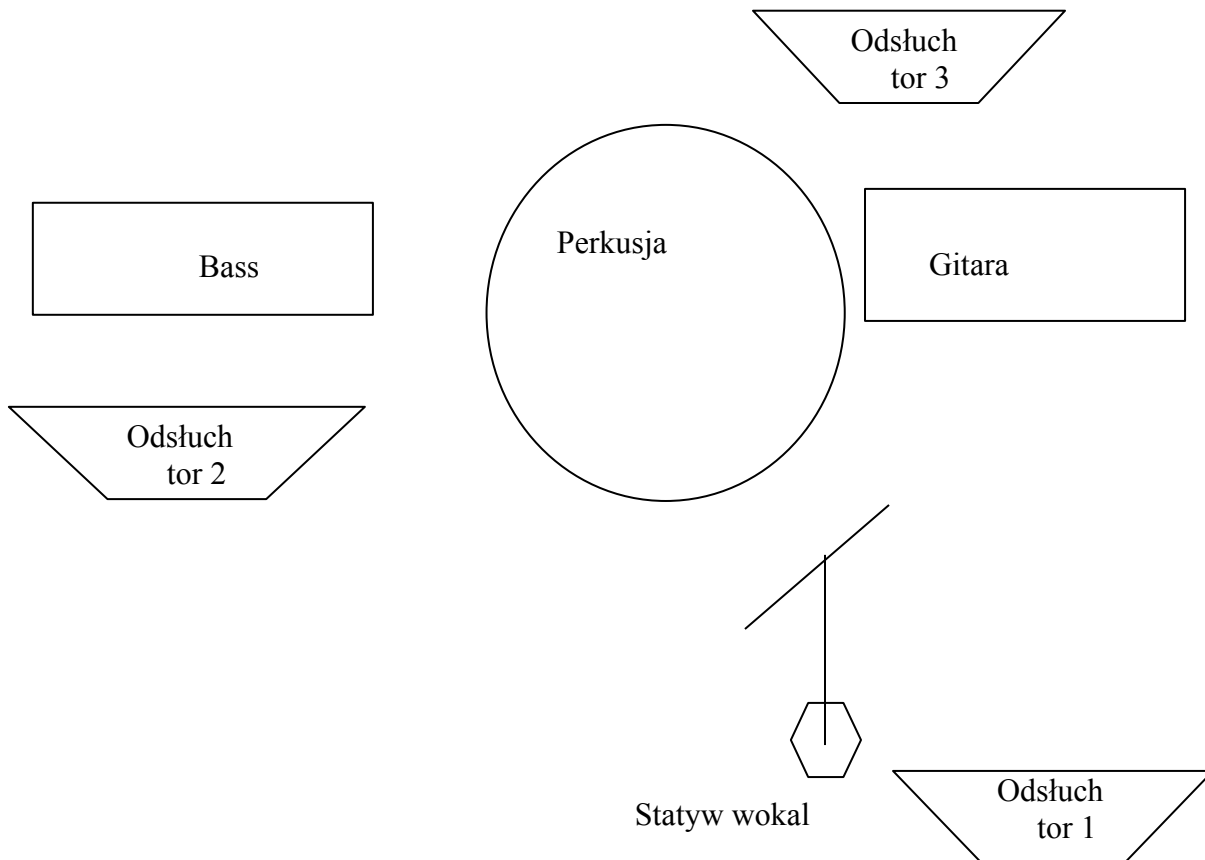 Odsłuch
tor 3
Perkusja
Bass
Gitara
Odsłuch
tor 2
Statyw wokal
Odsłuch
tor 1